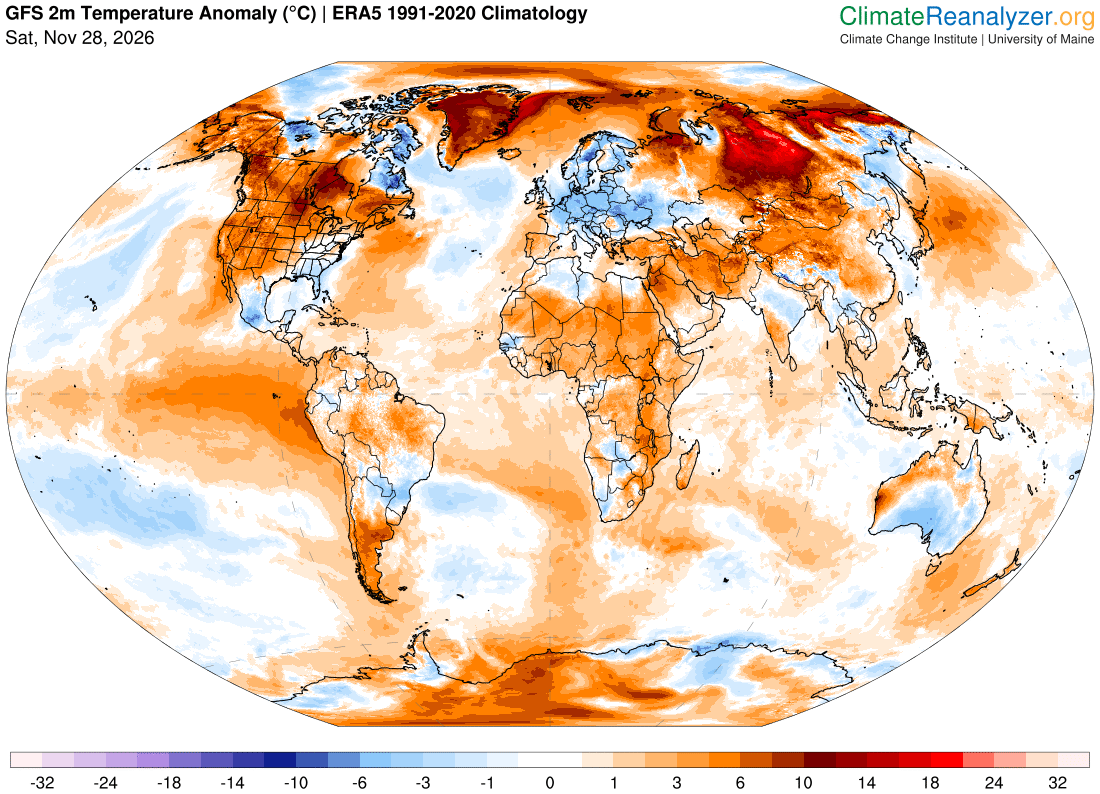 GFS 2m Temperature Anomaly (°C) | ERA5 1991-2020 Climatology
Sat, Nov 28, 2026
ClimateReanalyzer.org
Climate Change Institute | University of Maine
-32 -24 -18 -14 -10 -6 -3 -1 0 1 3 6 10 14 18 24 32